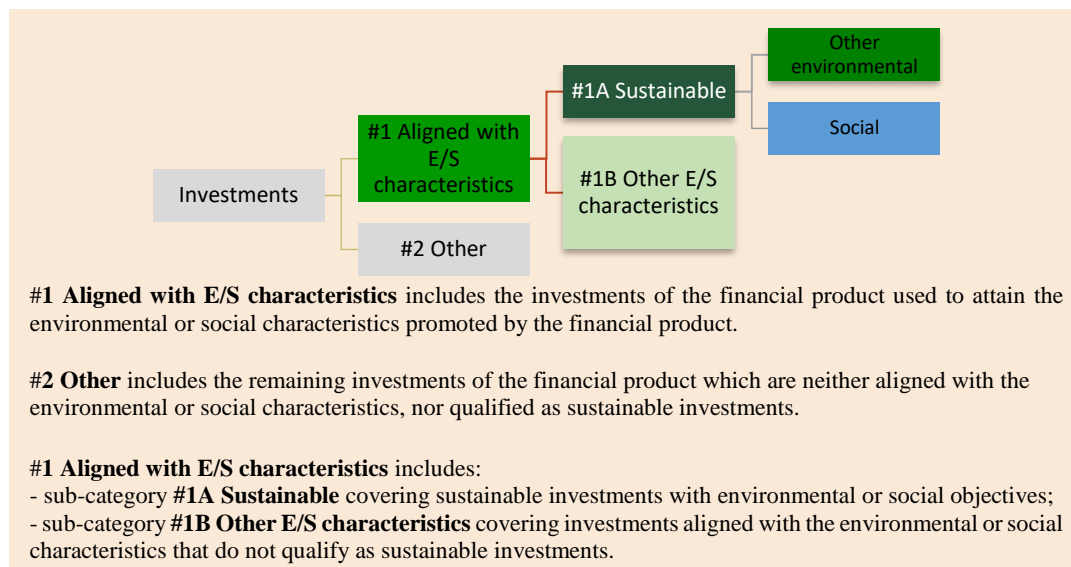 Other
environmental
#1A Sustainable
Social
#1 Aligned with
E/S
characteristics
#1B Other E/S
characteristics
Investments
#2 Other
#1 Aligned with E/S characteristics includes the investments of the financial product used to attain the
environmental or social characteristics promoted by the financial product.
#2 Other includes the remaining investments of the financial product which are neither aligned with the
environmental or social characteristics, nor qualified as sustainable investments.
#1 Aligned with E/S characteristics includes:
- sub-category #1A Sustainable covering sustainable investments with environmental or social objectives;
- sub-category #1B Other E/S characteristics covering investments aligned with the environmental or social
characteristics that do not qualify as sustainable investments.